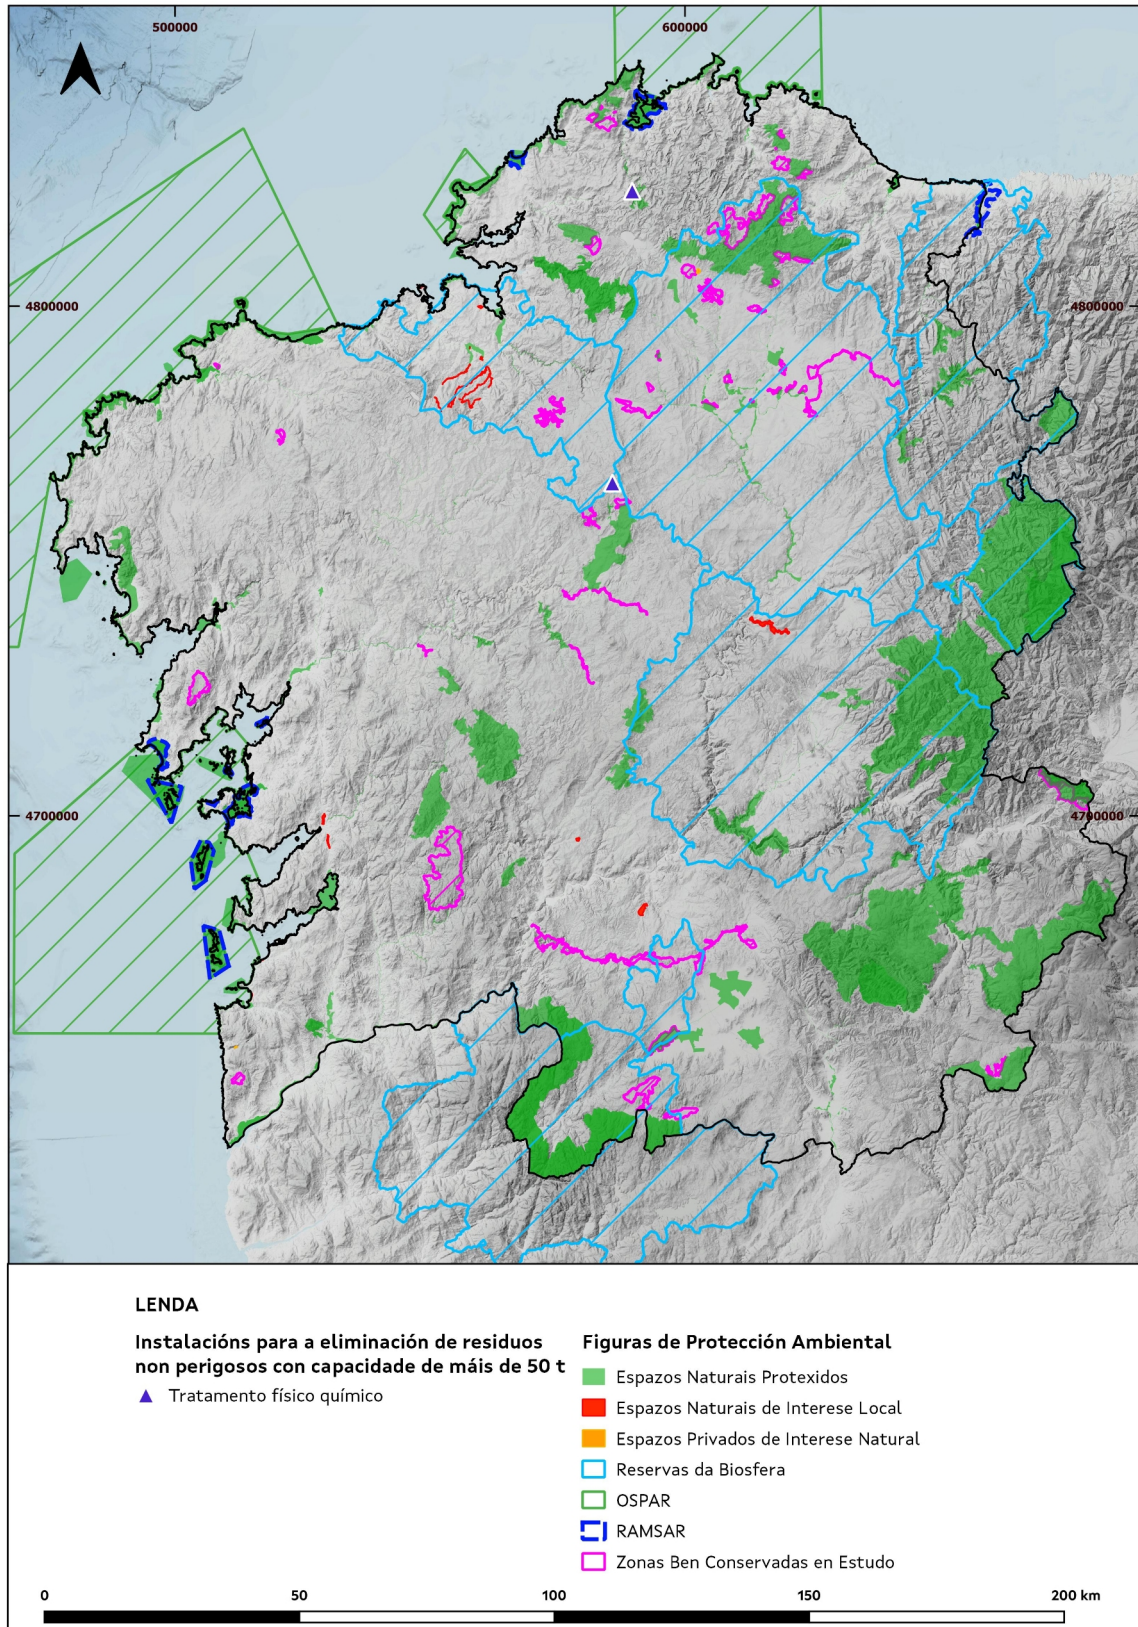 500000
600000
4800000
4800000
4700000
4700000
LENDA
Instalacións para a eliminación de residuos
non perigosos con capacidade de máis de 50 t
Tratamento físico químico
Figuras de Protección Ambiental
Espazos Naturais Protexidos
Espazos Naturais de Interese Local
Espazos Privados de Interese Natural
Reservas da Biosfera
OSPAR
RAMSAR
Zonas Ben Conservadas en Estudo
0
50
100
150
200 km